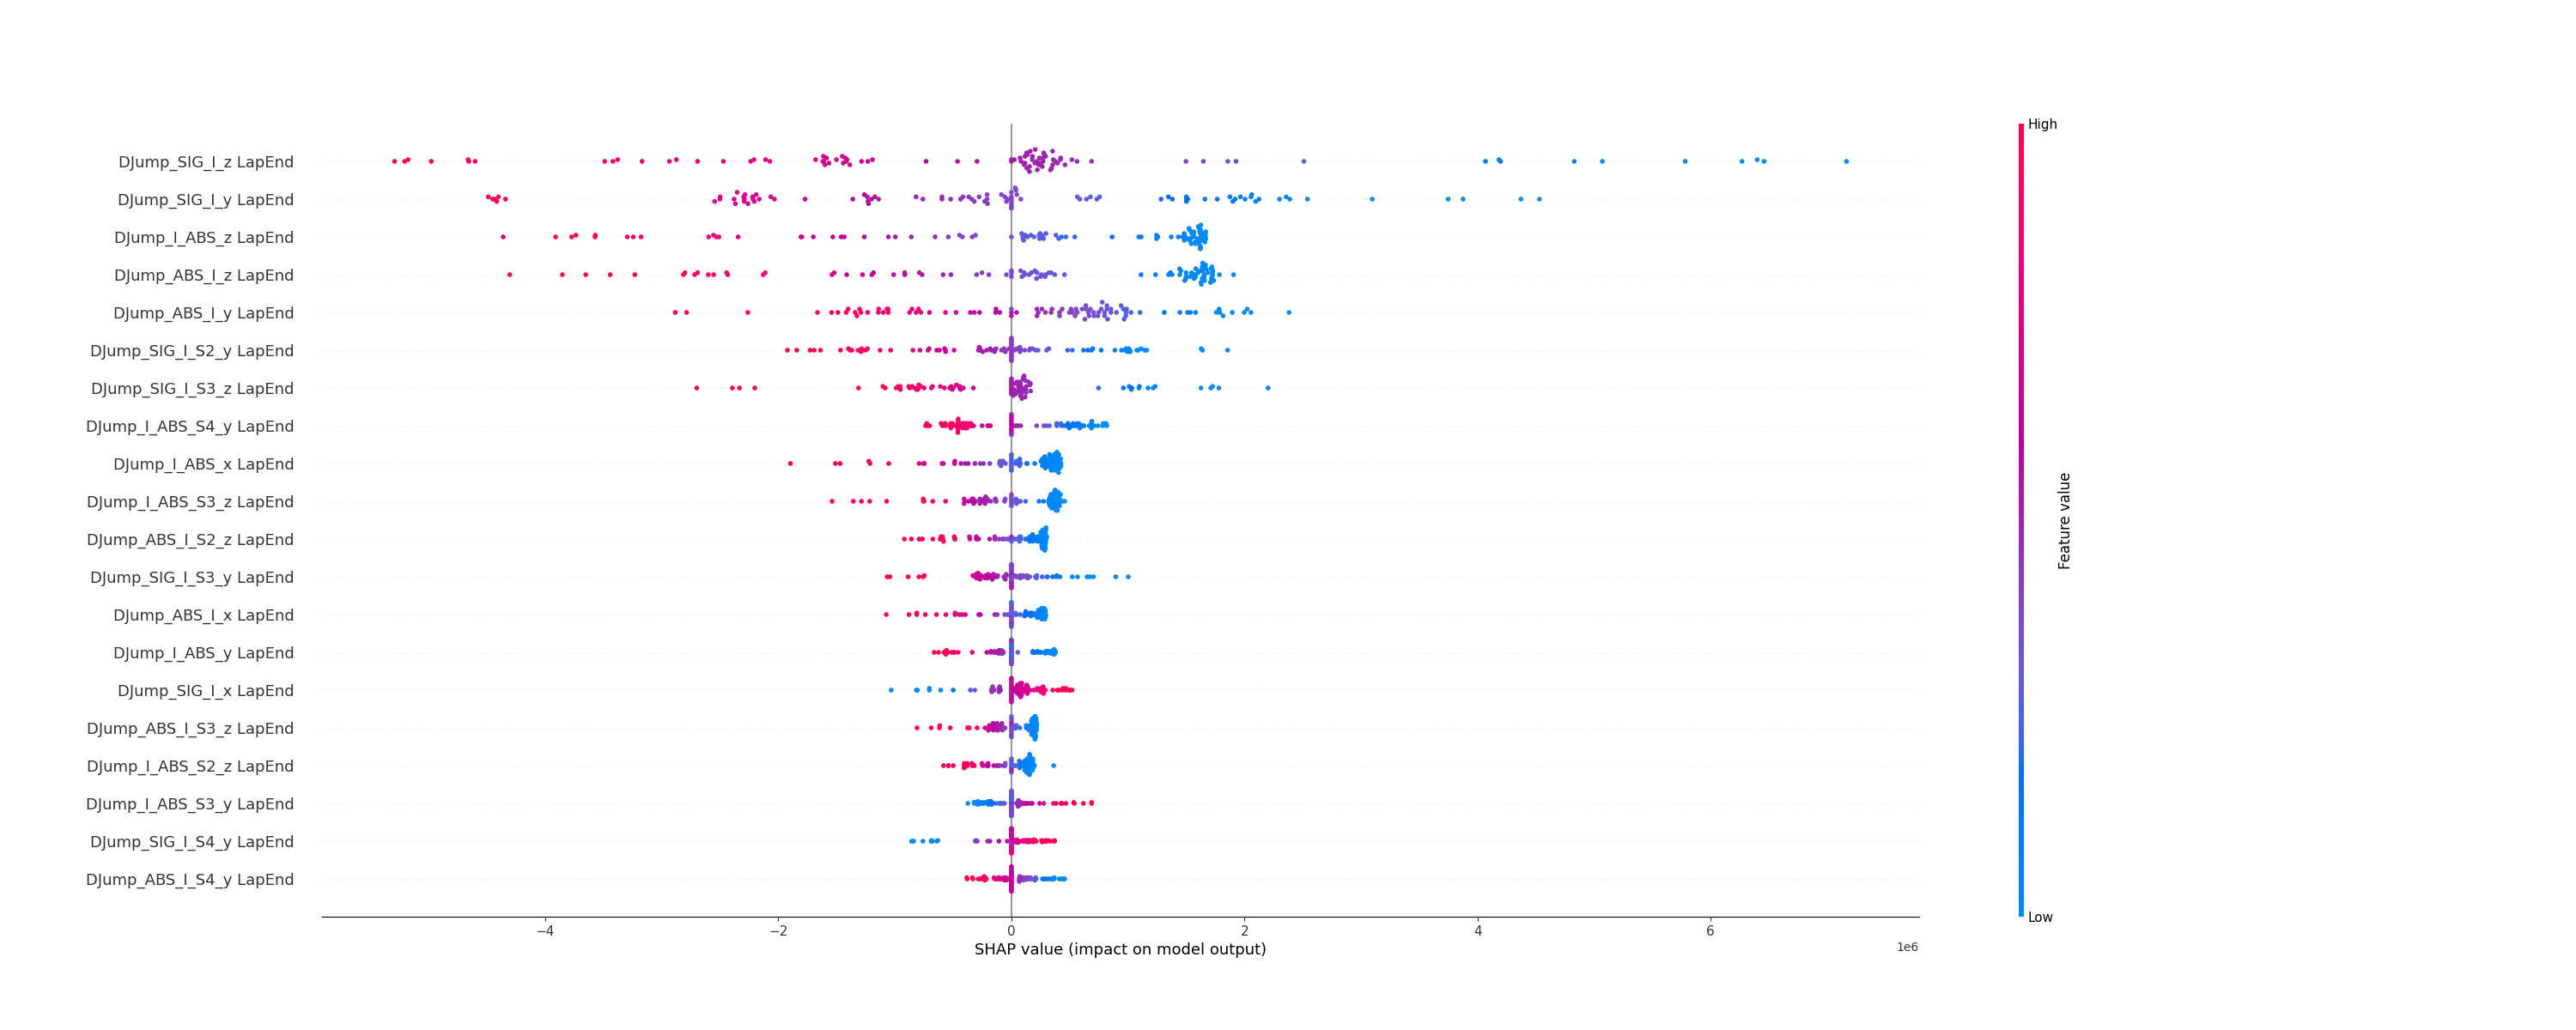 High
DJump_SIG_I_z LapEnd
DJump_SIG_I_y LapEnd
DJump_I_ABS_z LapEnd
DJump_ABS_I_z LapEnd
DJump_ABS_I_y LapEnd
DJump_SIG_I_S2_y LapEnd
DJump_SIG_I_S3_z LapEnd
DJump_I_ABS_S4_y LapEnd
DJump_I_ABS_x LapEnd
DJump_I_ABS_S3_z LapEnd
DJump_ABS_I_S2_z LapEnd
DJump_SIG_I_S3_y LapEnd
DJump_ABS_I_x LapEnd
DJump_I_ABS_y LapEnd
DJump_SIG_I_x LapEnd
DJump_ABS_I_S3_z LapEnd
DJump_I_ABS_S2_z LapEnd
DJump_I_ABS_S3_y LapEnd
DJump_SIG_I_S4_y LapEnd
DJump_ABS_I_S4_y LapEnd
Feature value
Low
−4 −2 0 2 4 6
1e6
SHAP value (impact on model output)